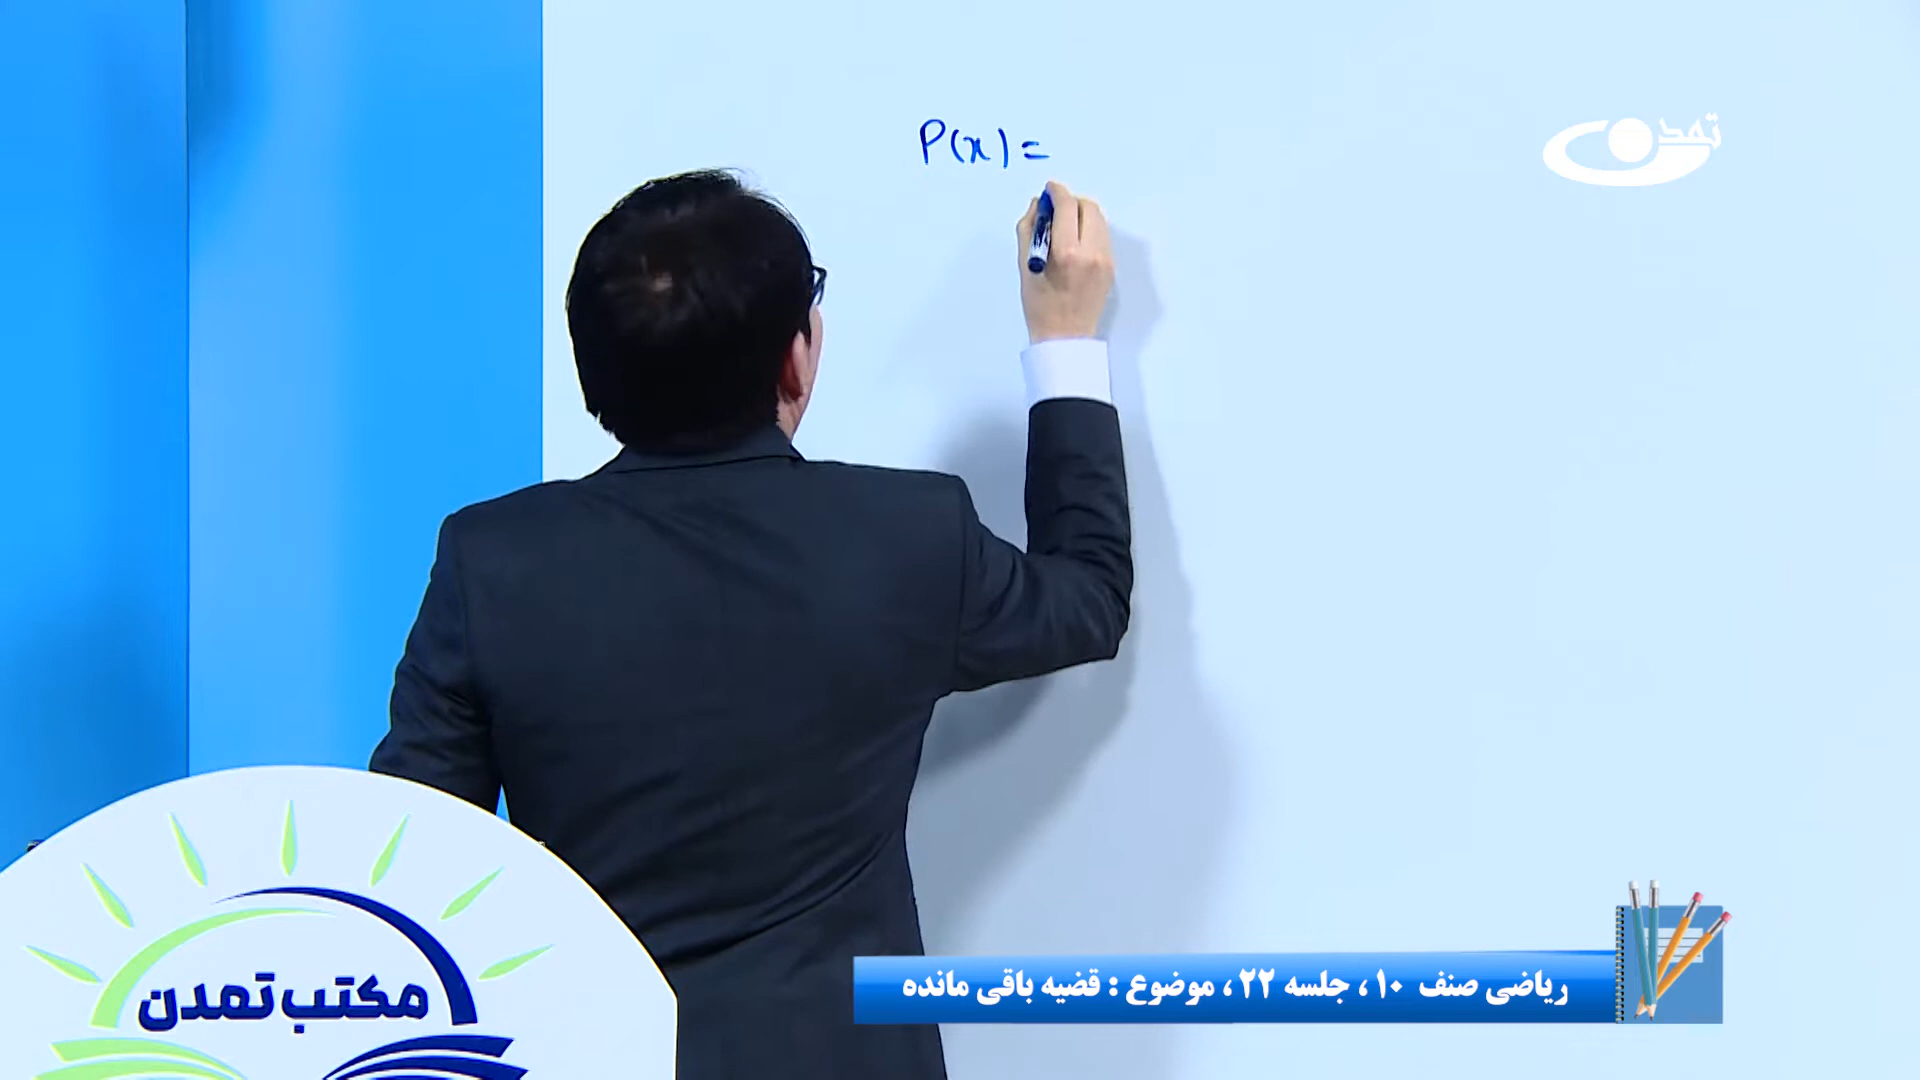 P(x) =
تمدن
ریاضی صنف ۱۰ ، جلسه ۲۲ ، موضوع : قضیه باقی مانده
مکتب تمدن